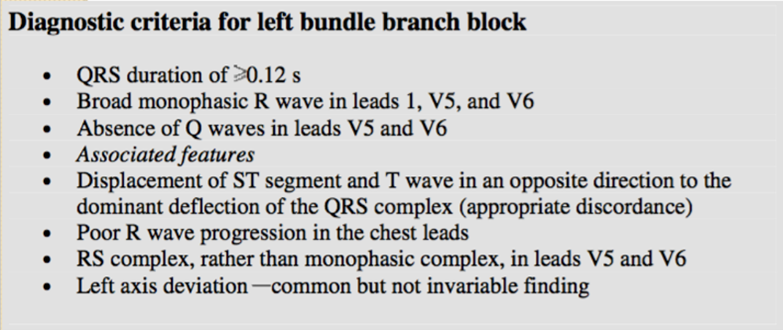 Diagnostic criteria for left bundle branch block
• QRS duration of ⩾0.12 s
• Broad monophasic R wave in leads 1, V5, and V6
• Absence of Q waves in leads V5 and V6
• Associated features
• Displacement of ST segment and T wave in an opposite direction to the
dominant deflection of the QRS complex (appropriate discordance)
• Poor R wave progression in the chest leads
• RS complex, rather than monophasic complex, in leads V5 and V6
• Left axis deviation—common but not invariable finding